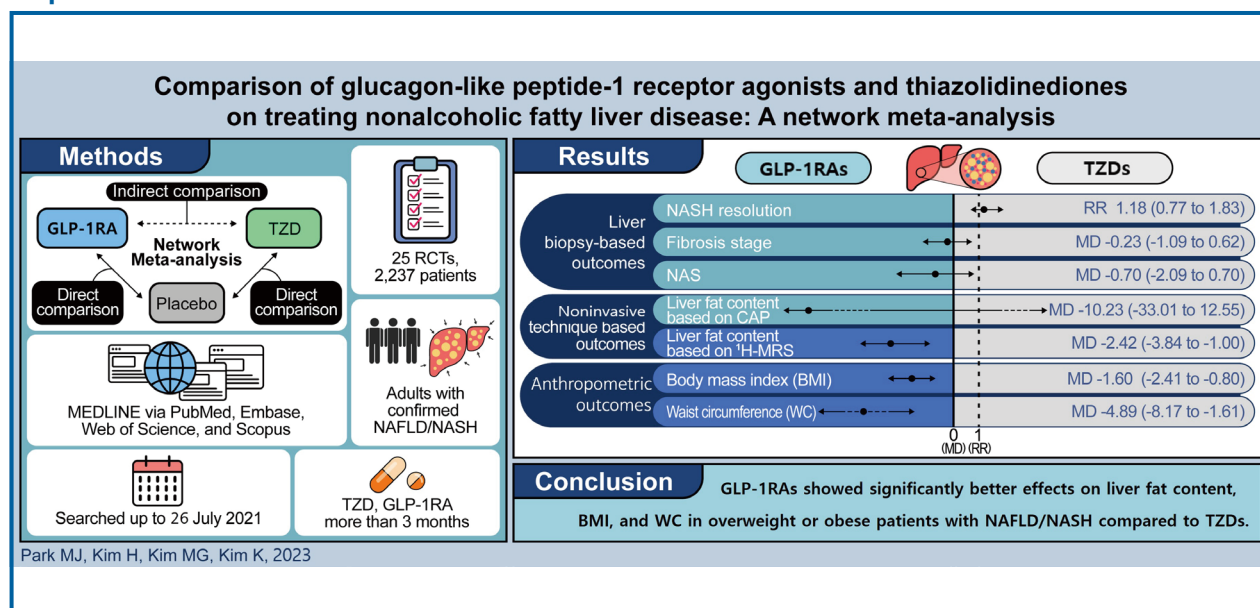 Comparison of glucagon-like peptide-1 receptor agonists and thiazolidinediones
on treating nonalcoholic fatty liver disease: A network meta-analysis
Methods
Indirect comparison
GLP-1RA
TZD
Network
Meta-analysis
Direct
comparison
Placebo
Direct
comparison
25 RCTs,
2,237 patients
MEDLINE via PubMed, Embase,
Web of Science, and Scopus
Adults with
confirmed
NAFLD/NASH
Searched up to 26 July 2021
TZD, GLP-1RA
more than 3 months
Results
GLP-1RAs
TZDs
Liver
biopsy-based
outcomes
NASH resolution
RR 1.18 (0.77 to 1.83)
Fibrosis stage
MD -0.23 (-1.09 to 0.62)
NAS
MD -0.70 (-2.09 to 0.70)
Noninvasive
technique based
outcomes
Liver fat content
based on CAP
MD -10.23 (-33.01 to 12.55)
Liver fat content
based on ¹H-MRS
MD -2.42 (-3.84 to -1.00)
Anthropometric
outcomes
Body mass index (BMI)
MD -1.60 (-2.41 to -0.80)
Waist circumference (WC)
MD -4.89 (-8.17 to -1.61)
0 1
(MD) (RR)
Conclusion
GLP-1RAs showed significantly better effects on liver fat content,
BMI, and WC in overweight or obese patients with NAFLD/NASH compared to TZDs.
Park MJ, Kim H, Kim MG, Kim K, 2023